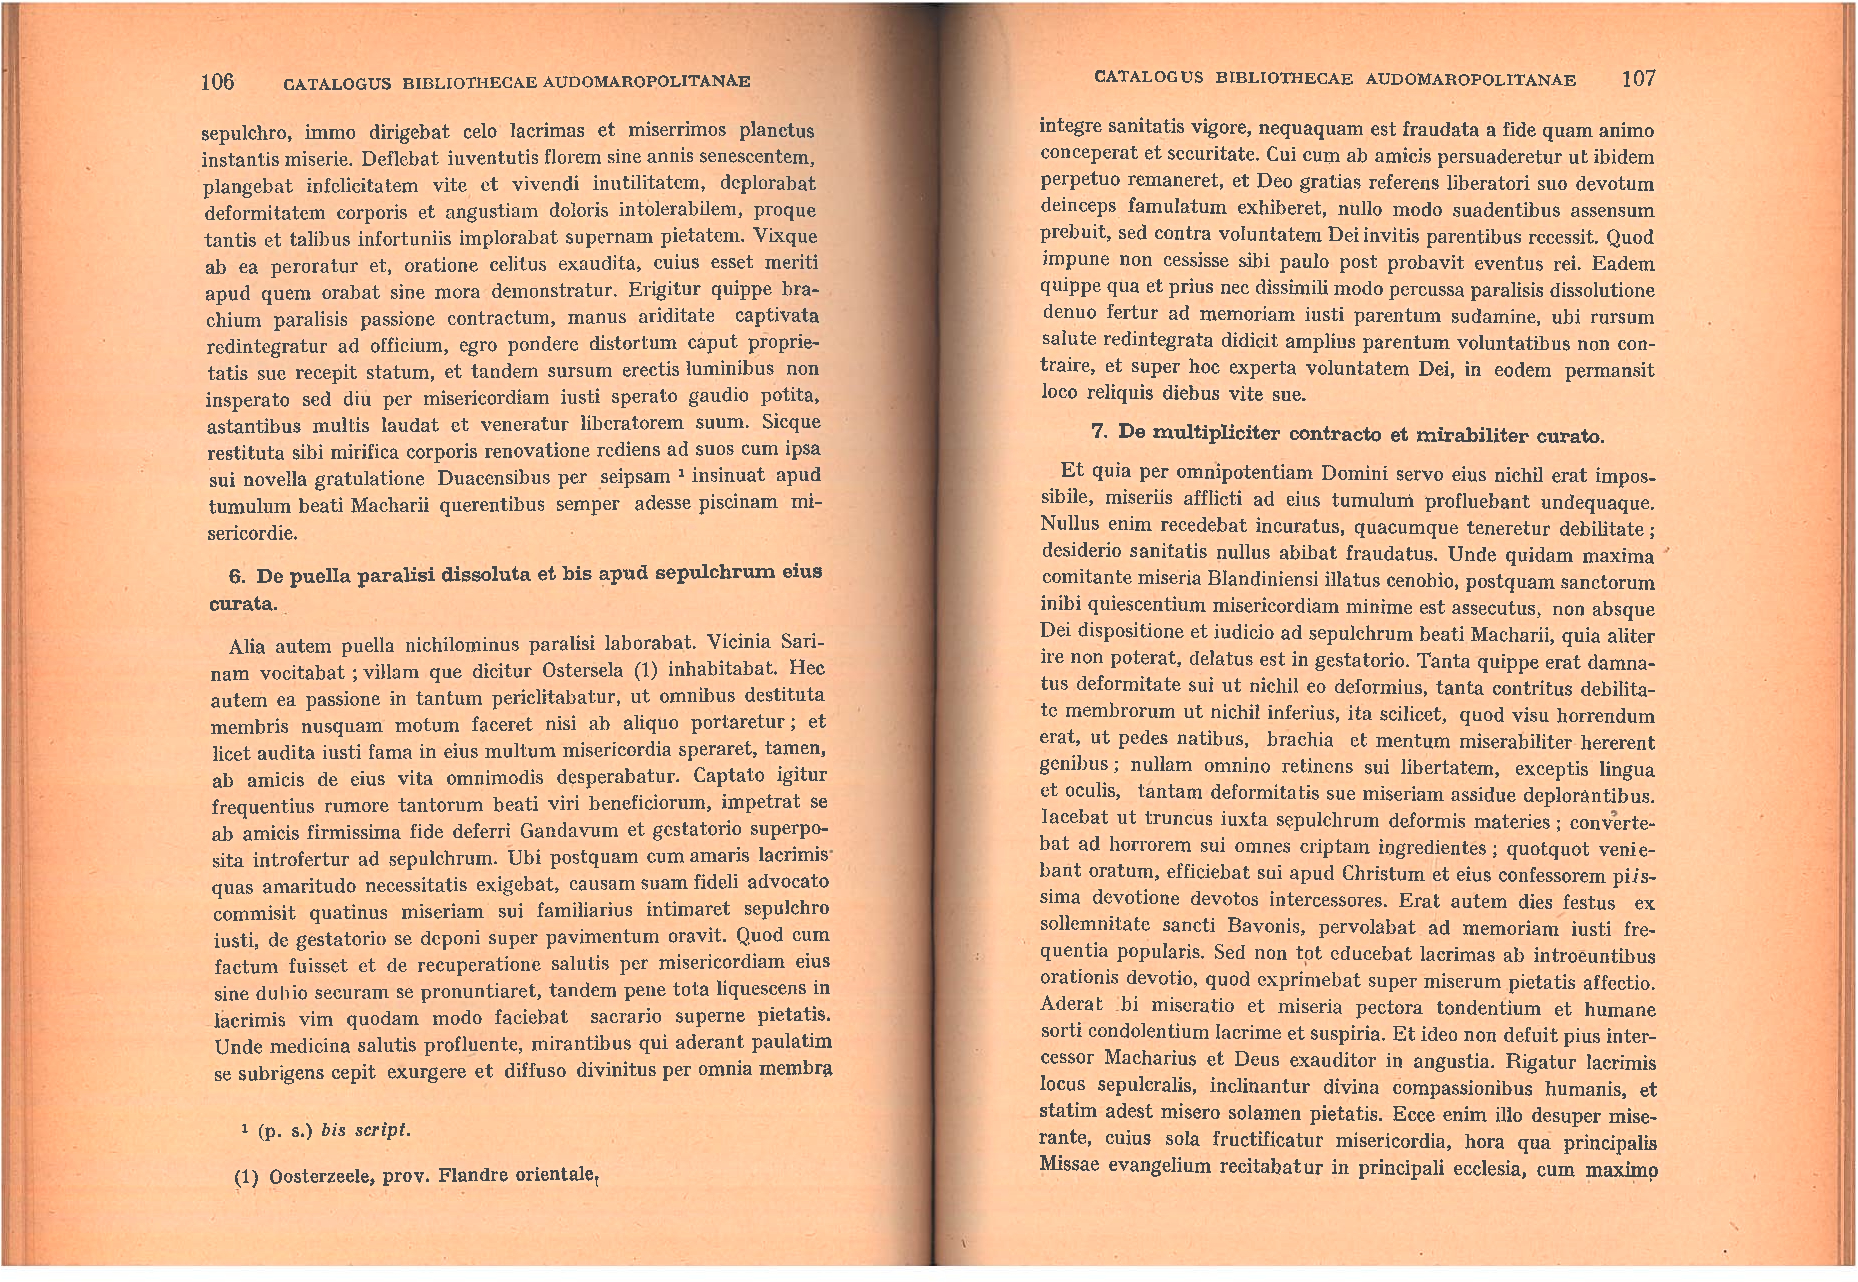 106 CATALOGUS BIBLIOTHECAE AUDOMAROPOLITANAE
sepulchro, immo dirigebat celo lacrimas et miserrimos planctus
instantis miserie. Deflebat iuventutis florem sine annis senescentem,
plangebat infelicitatem vite et vivendi inutilitatem, deplorabat
deformitatem corporis et angustiam doloris intolerabilem, proque
tantis et talibus infortuniis implorabat supernam pietatem. Vixque
ab ea peroratur et, oratione celitus exaudita, cuius esset meriti
apud quem orabat sine mora demonstratur. Erigitur quippe bra-
chium paralisis passione contractum, manus ariditate captivata
redintegratur ad officium, egro pondere distortum caput proprie-
tatis sue recepit statum, et tandem sursum erectis luminibus non
insperato sed diu per misericordiam iusti sperato gaudio potita,
astantibus multis laudat et veneratur liberatorem suum. Sicque
restituta sibi mirifica corporis renovatione rediens ad suos cum ipsa
sui novella gratulatione Duacensibus per seipsam ¹ insinuat apud
tumulum beati Macharii querentibus semper adesse piscinam mi-
sericordie.
6. De puella paralisi dissoluta et bis apud sepulchrum eius
curata.
Alia autem puella nichilominus paralisi laborabat. Vicinia Sari-
nam vocitabat ; villam que dicitur Ostersela (1) inhabitabat. Hec
autem ea passione in tantum periclitabatur, ut omnibus destituta
membris nusquam motum faceret nisi ab aliquo portaretur ; et
licet audita iusti fama in eius multum misericordia speraret, tamen,
ab amicis de eius vita omnimodis desperabatur. Captato igitur
frequentius rumore tantorum beati viri beneficiorum, impetrat se
ab amicis firmissima fide deferri Gandavum et gestatorio superpo-
sita introfertur ad sepulchrum. Ubi postquam cum amaris lacrimis
quas amaritudo necessitatis exigebat, causam suam fideli advocato
commisit quatinus miseriam sui familiarius intimaret sepulchro
iusti, de gestatorio se deponi super pavimentum oravit. Quod cum
factum fuisset et de recuperatione salutis per misericordiam eius
sine dubio securam se pronuntiaret, tandem pene tota liquescens in
lacrimis vim quodam modo faciebat sacrario superne pietatis.
Unde medicina salutis profluente, mirantibus qui aderant paulatim
se subrigens cepit exurgere et diffuso divinitus per omnia membra
¹ (p. s.) bis script.
(1) Oosterzeele, prov. Flandre orientale,
CATALOGUS BIBLIOTHECAE AUDOMAROPOLITANAE 107
integre sanitatis vigore, nequaquam est fraudata a fide quam animo
conceperat et securitate. Cui cum ab amicis persuaderetur ut ibidem
perpetuo remaneret, et Deo gratias referens liberatori suo devotum
deinceps famulatum exhiberet, nullo modo suadentibus assensum
prebuit, sed contra voluntatem Dei invitis parentibus recessit. Quod
impune non cessisse sibi paulo post probavit eventus rei. Eadem
quippe qua et prius nec dissimili modo percussa paralisis dissolutione
denuo fertur ad memoriam iusti parentum sudamine, ubi rursum
salute redintegrata didicit amplius parentum voluntatibus non con-
traire, et super hoc experta voluntatem Dei, in eodem permansit
loco reliquis diebus vite sue.
7. De multipliciter contracto et mirabiliter curato.
Et quia per omnipotentiam Domini servo eius nichil erat impos-
sibile, miseriis afflicti ad eius tumulum profluebant undequaque.
Nullus enim recedebat incuratus, quacumque teneretur debilitate ;
desiderio sanitatis nullus abibat fraudatus. Unde quidam maxima
comitante miseria Blandiniensi illatus cenobio, postquam sanctorum
inibi quiescentium misericordiam minime est assecutus, non absque
Dei dispositione et iudicio ad sepulchrum beati Macharii, quia aliter
ire non poterat, delatus est in gestatorio. Tanta quippe erat damna-
tus deformitate sui ut nichil eo deformius, tanta contritus debilita-
te membrorum ut nichil inferius, ita scilicet, quod visu horrendum
erat, ut pedes natibus, brachia et mentum miserabiliter hererent
genibus ; nullam omnino retinens sui libertatem, exceptis lingua
et oculis, tantam deformitatis sue miseriam assidue deplorantibus.
Iacebat ut truncus iuxta sepulchrum deformis materies ; converte-
bat ad horrorem sui omnes criptam ingredientes ; quotquot venie-
bant oratum, efficiebat sui apud Christum et eius confessorem piis-
sima devotione devotos intercessores. Erat autem dies festus ex
sollemnitate sancti Bavonis, pervolabat ad memoriam iusti fre-
quentia popularis. Sed non tot educebat lacrimas ab introeuntibus
orationis devotio, quod exprimebat super miserum pietatis affectio.
Aderat bi miseratio et miseria pectora tondentium et humane
sorti condolentium lacrime et suspiria. Et ideo non defuit pius inter-
cessor Macharius et Deus exauditor in angustia. Rigatur lacrimis
locus sepulcralis, inclinantur divina compassionibus humanis, et
statim adest misero solamen pietatis. Ecce enim illo desuper mise-
rante, cuius sola fructificatur misericordia, hora qua principalis
Missae evangelium recitabatur in principali ecclesia, cum maximo